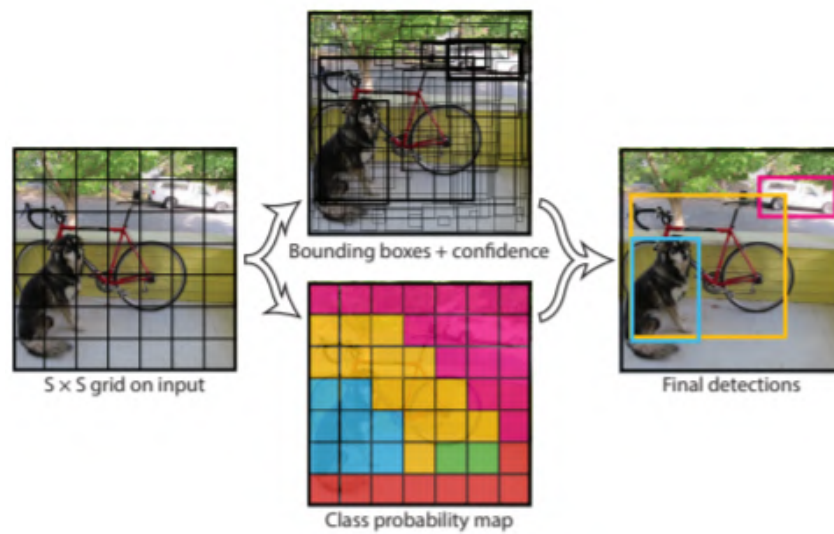 Bounding boxes + confidence
S × S grid on input
Final detections
Class probability map